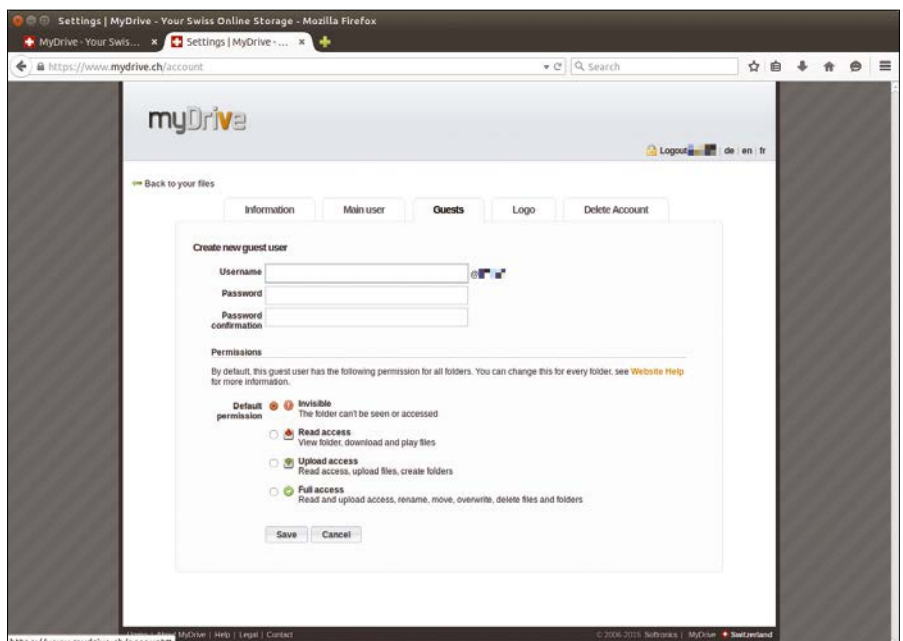 Settings | MyDrive - Your Swiss Online Storage - Mozilla Firefox
MyDrive - Your Swis... Settings | MyDrive - ...
https://www.mydrive.ch/account Search
myDrive
Logout de en fr
Back to your files
Information Main user Guests Logo Delete Account
Create new guest user
Username @
Password
Password
confirmation
Permissions
By default, this guest user has the following permission for all folders. You can change this for every folder, see Website Help
for more information.
Default
permission
Invisible
The folder can't be seen or accessed
Read access
View folder, download and play files
Upload access
Read access, upload files, create folders
Full access
Read and upload access, rename, move, overwrite, delete files and folders
Save Cancel
MyDrive | Help | Legal | Contact
© 2006-2015 Softronics | MyDrive Switzerland